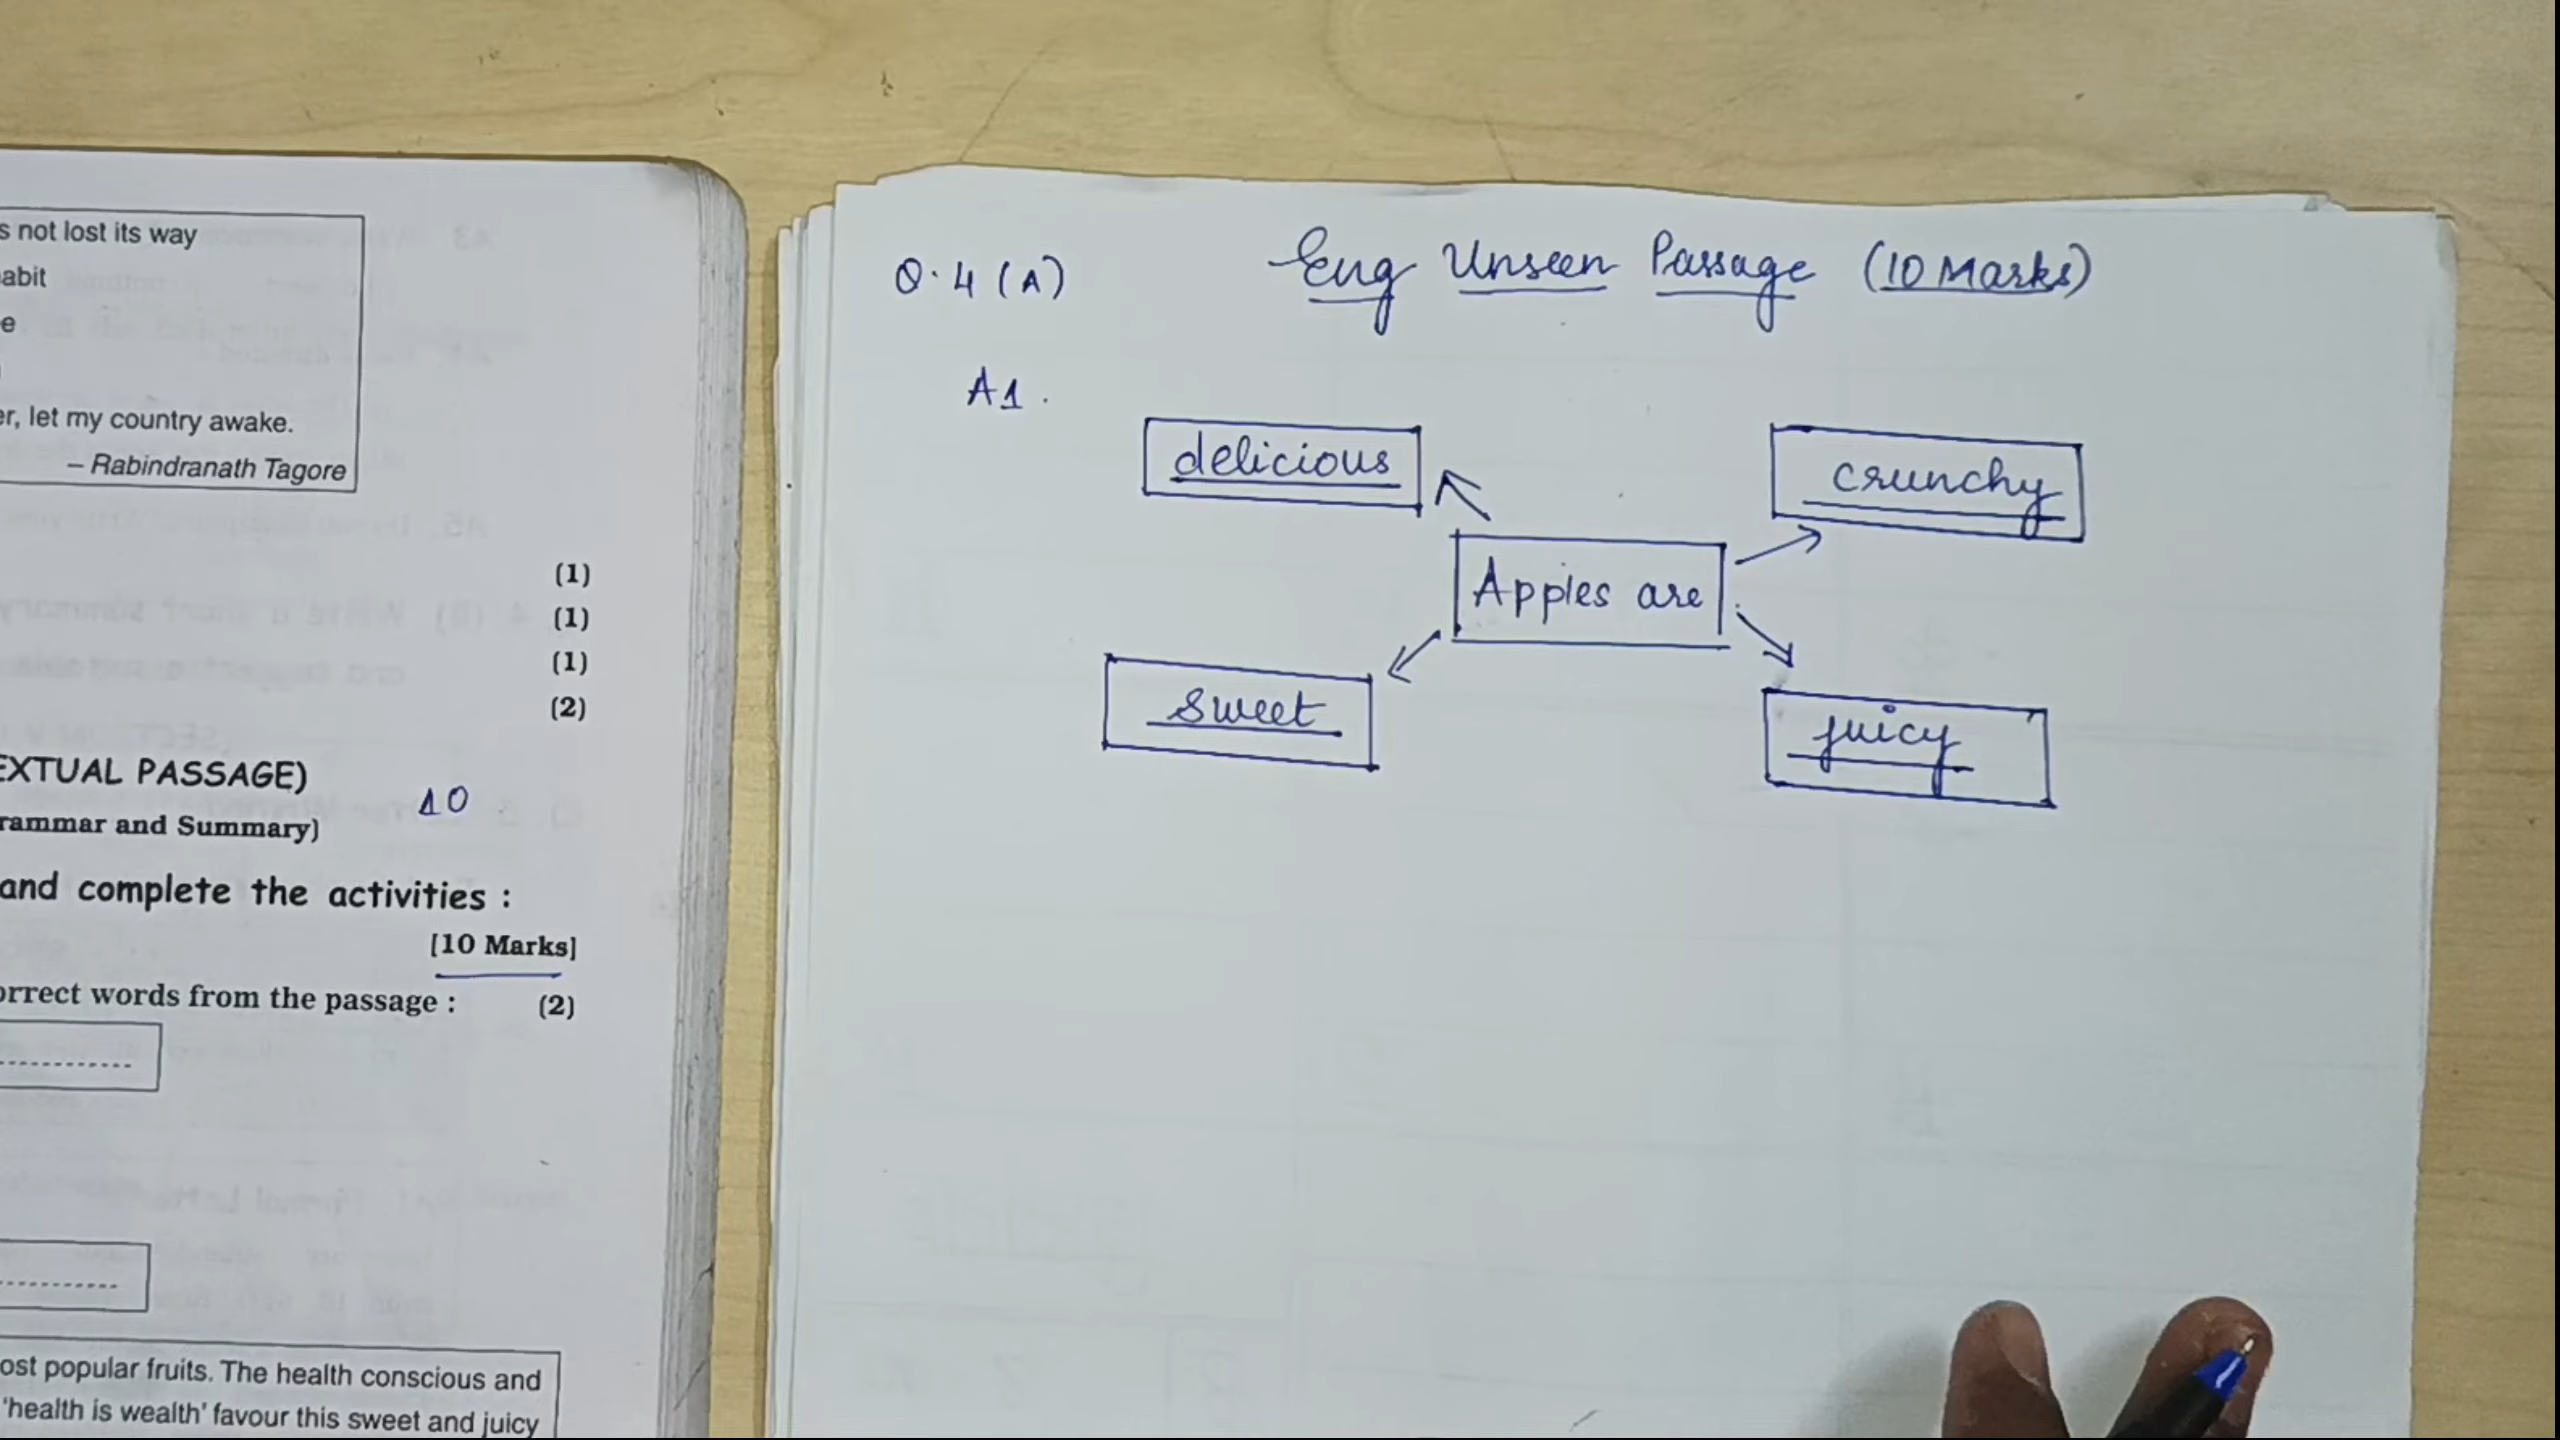 s not lost its way
abit
e
er, let my country awake.
– Rabindranath Tagore
(1)
(1)
(1)
(2)
EXTUAL PASSAGE)
10
rammar and Summary)
and complete the activities :
[10 Marks]
orrect words from the passage : (2)
ost popular fruits. The health conscious and
'health is wealth' favour this sweet and juicy
Q.4 (A) Eng Unseen Passage (10 Marks)
A1.
delicious
crunchy
Apples are
sweet
juicy